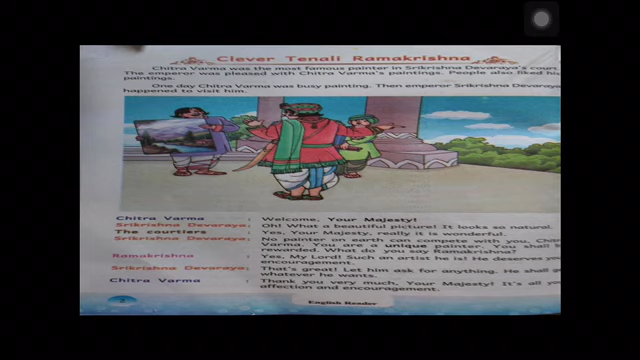 Clever Tenali Ramakrishna
Chitra Varma was the most famous painter in Srikrishna Devaraya's court.
The emperor was pleased with Chitra Varma's paintings. People also liked his
paintings.
One day Chitra Varma was busy painting. Then emperor Srikrishna Devaraya
happened to visit him.
Chitra Varma : Welcome, Your Majesty!
Srikrishna Devaraya: Oh! What a beautiful picture! It looks so natural.
The courtiers : Yes, Your Majesty, really it is wonderful.
Srikrishna Devaraya: No painter on earth can compete with you,
Varma. You are a unique painter. You shall
rewarded. What do you say Ramakrishna?
Ramakrishna : Yes, My Lord! Such an artist he is! He deserves
encouragement.
Srikrishna Devaraya: That's great! Let him ask for anything. He shall
whatever he wants.
Chitra Varma : Thank you very much, Your Majesty! It's all
affection and encouragement.
2
English Reader